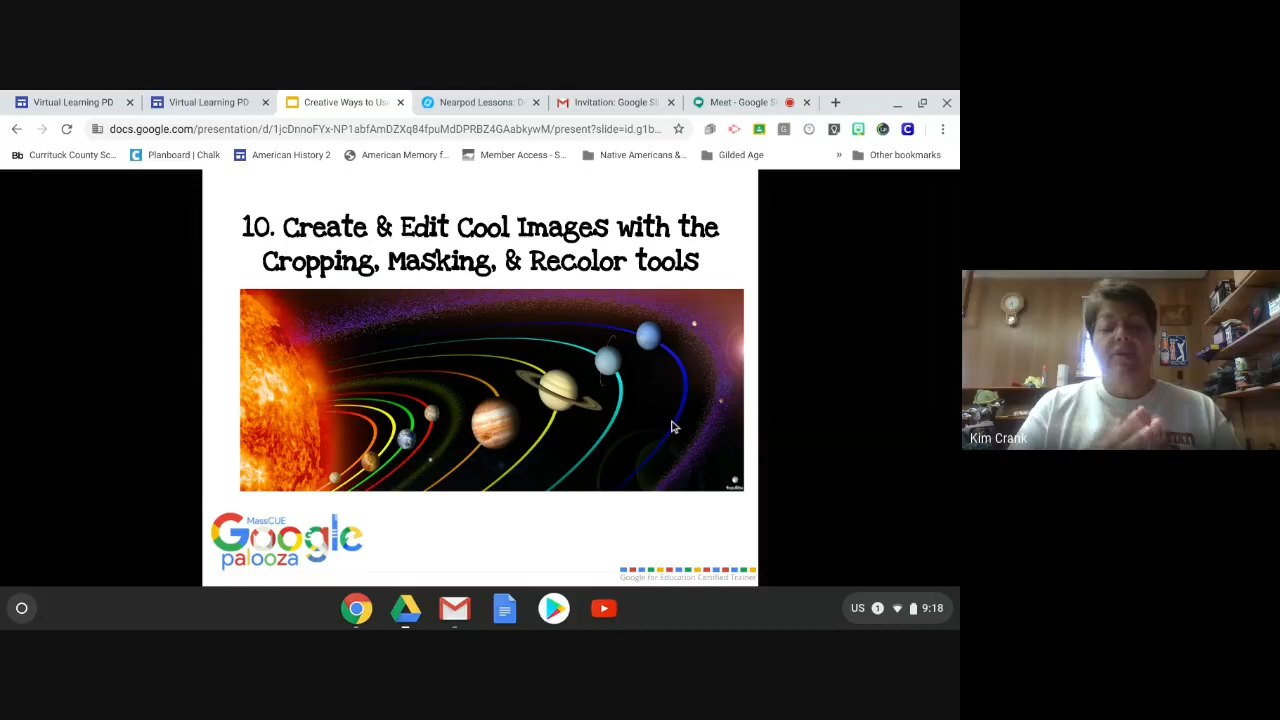 Virtual Learning PD
Virtual Learning PD
Creative Ways to Us
Nearpod Lessons: D
Invitation: Google Sl
Meet - Google S
docs.google.com/presentation/d/1jcDnnoFYx-NP1abfAmDZXq84fpuMdDPRBZ4GAabkywM/present?slide=id.g1b...
Bb Currituck County Sc...
Planboard | Chalk
American History 2
American Memory f...
Member Access - S...
Native Americans &...
Gilded Age
»
Other bookmarks
10. Create & Edit Cool Images with the
Cropping, Masking, & Recolor tools
MassCUE
Google
palooza
Google for Education Certified Trainer
Kim Crank
US 1 9:18